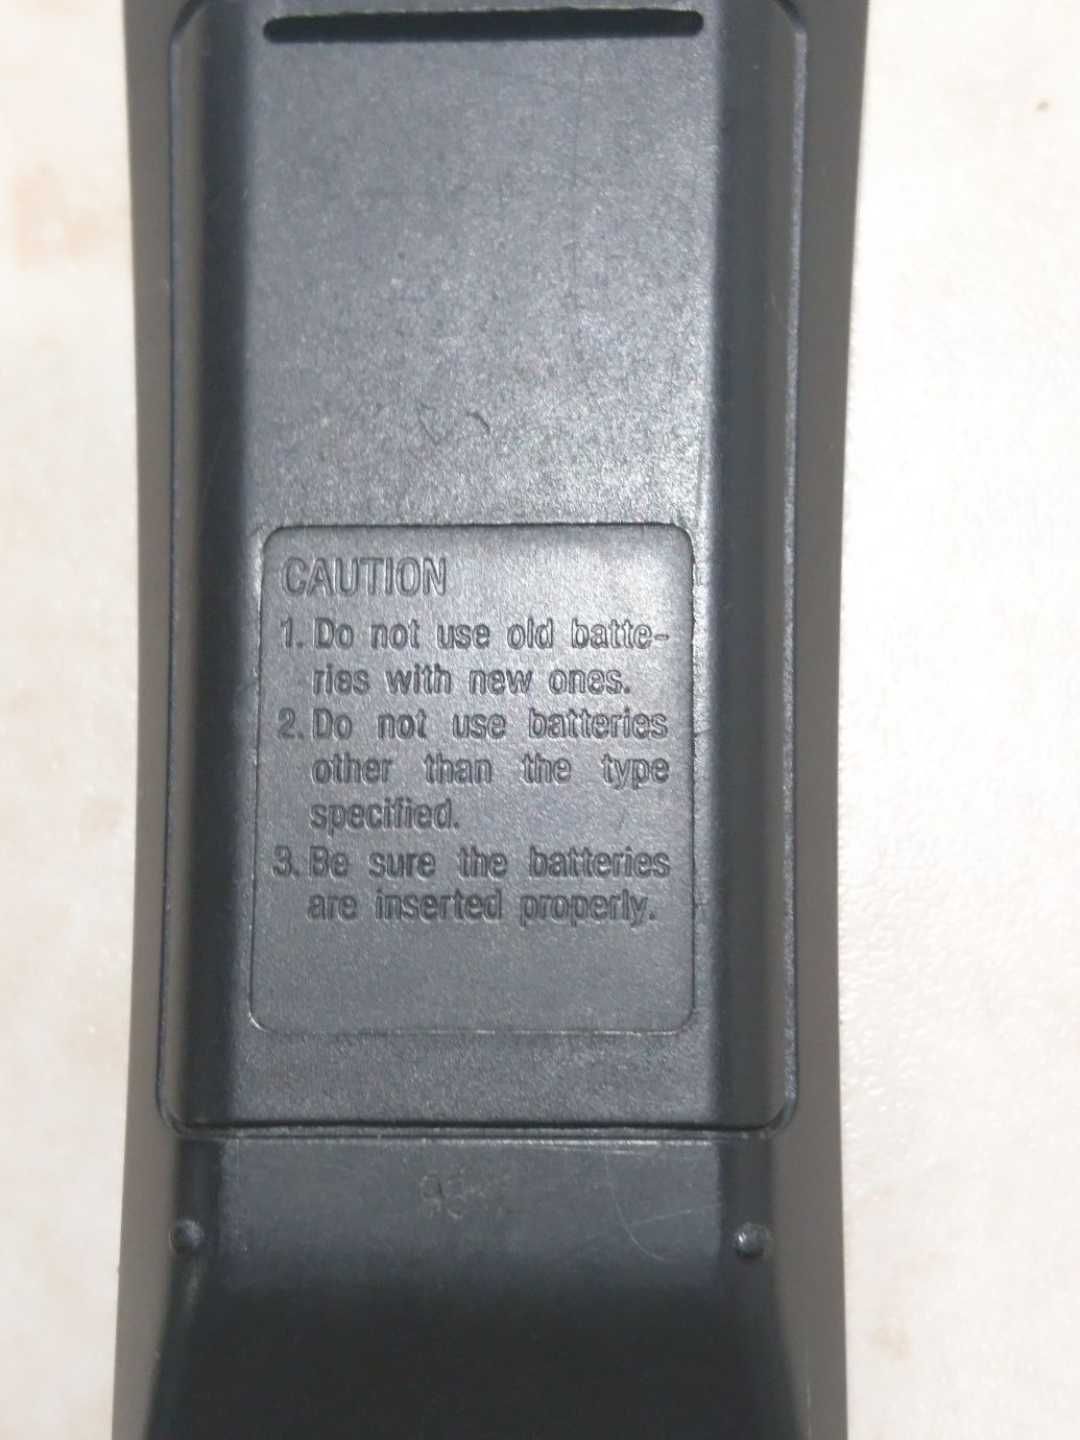 CAUTION
1. Do not use old batte-
ries with new ones.
2. Do not use batteries
other than the type
specified.
3. Be sure the batteries
are inserted properly.